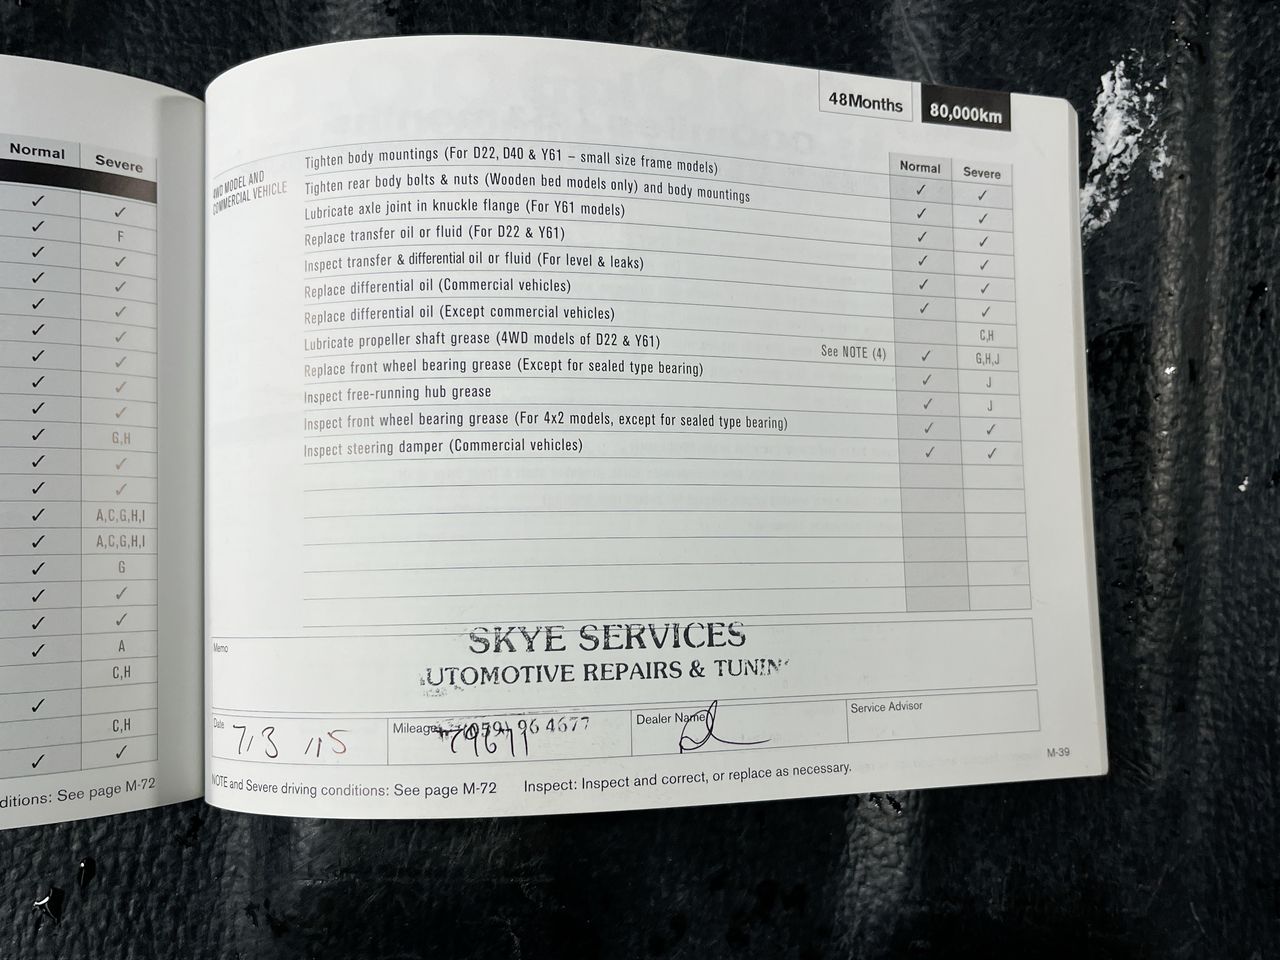 Normal Severe
✓ ✓
✓ F
✓ ✓
✓ ✓
✓ ✓
✓ ✓
✓ ✓
✓ ✓
✓ ✓
✓ G,H
✓ ✓
✓ ✓
✓ A,C,G,H,I
✓ A,C,G,H,I
✓ G
✓ ✓
✓ ✓
✓ A
C,H
✓
C,H
✓ ✓
ditions: See page M-72
48Months 80,000km
Normal Severe
4WD MODEL AND
COMMERCIAL VEHICLE
Tighten body mountings (For D22, D40 & Y61 – small size frame models) ✓ ✓
Tighten rear body bolts & nuts (Wooden bed models only) and body mountings ✓ ✓
Lubricate axle joint in knuckle flange (For Y61 models) ✓ ✓
Replace transfer oil or fluid (For D22 & Y61) ✓ ✓
Inspect transfer & differential oil or fluid (For level & leaks) ✓ ✓
Replace differential oil (Commercial vehicles) ✓ ✓
Replace differential oil (Except commercial vehicles) C,H
Lubricate propeller shaft grease (4WD models of D22 & Y61) See NOTE (4) ✓ G,H,J
Replace front wheel bearing grease (Except for sealed type bearing) ✓ J
Inspect free-running hub grease ✓ J
Inspect front wheel bearing grease (For 4x2 models, except for sealed type bearing) ✓ ✓
Inspect steering damper (Commercial vehicles) ✓ ✓
Memo
SKYE SERVICES
UTOMOTIVE REPAIRS & TUNIN
Date 7/3 /15 Mileage 79671 96 4677 Dealer Name Service Advisor
NOTE and Severe driving conditions: See page M-72 Inspect: Inspect and correct, or replace as necessary.
M-39